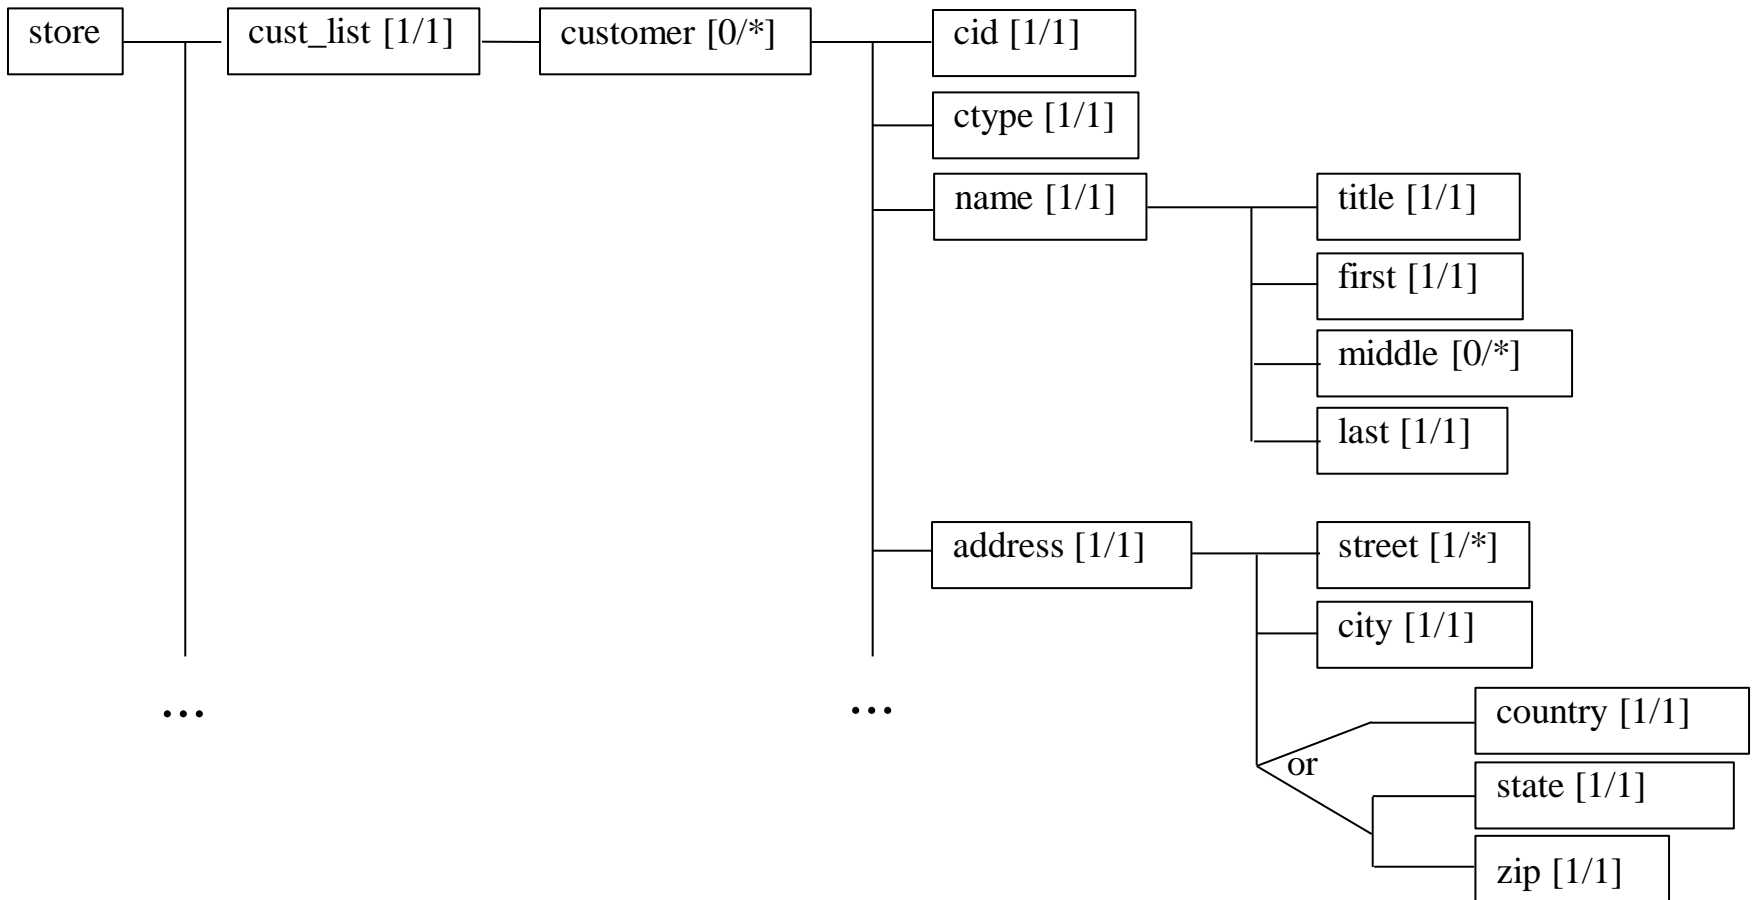 store
cust_list [1/1]
customer [0/*]
cid [1/1]
ctype [1/1]
name [1/1]
title [1/1]
first [1/1]
middle [0/*]
last [1/1]
address [1/1]
street [1/*]
city [1/1]
...
...
country [1/1]
or
state [1/1]
zip [1/1]